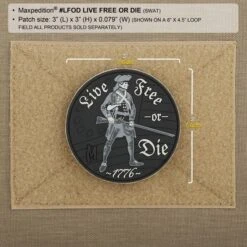 Maxpedition® #LFOD LIVE FREE OR DIE (SWAT)
Patch size: 3” (L) x 3” (H) x 0.079” (W) (SHOWN ON A 6” X 4.5” LOOP
FIELD ALL PRODUCTS SOLD SEPARATELY)
Live Free
-or-
Die
-1776-